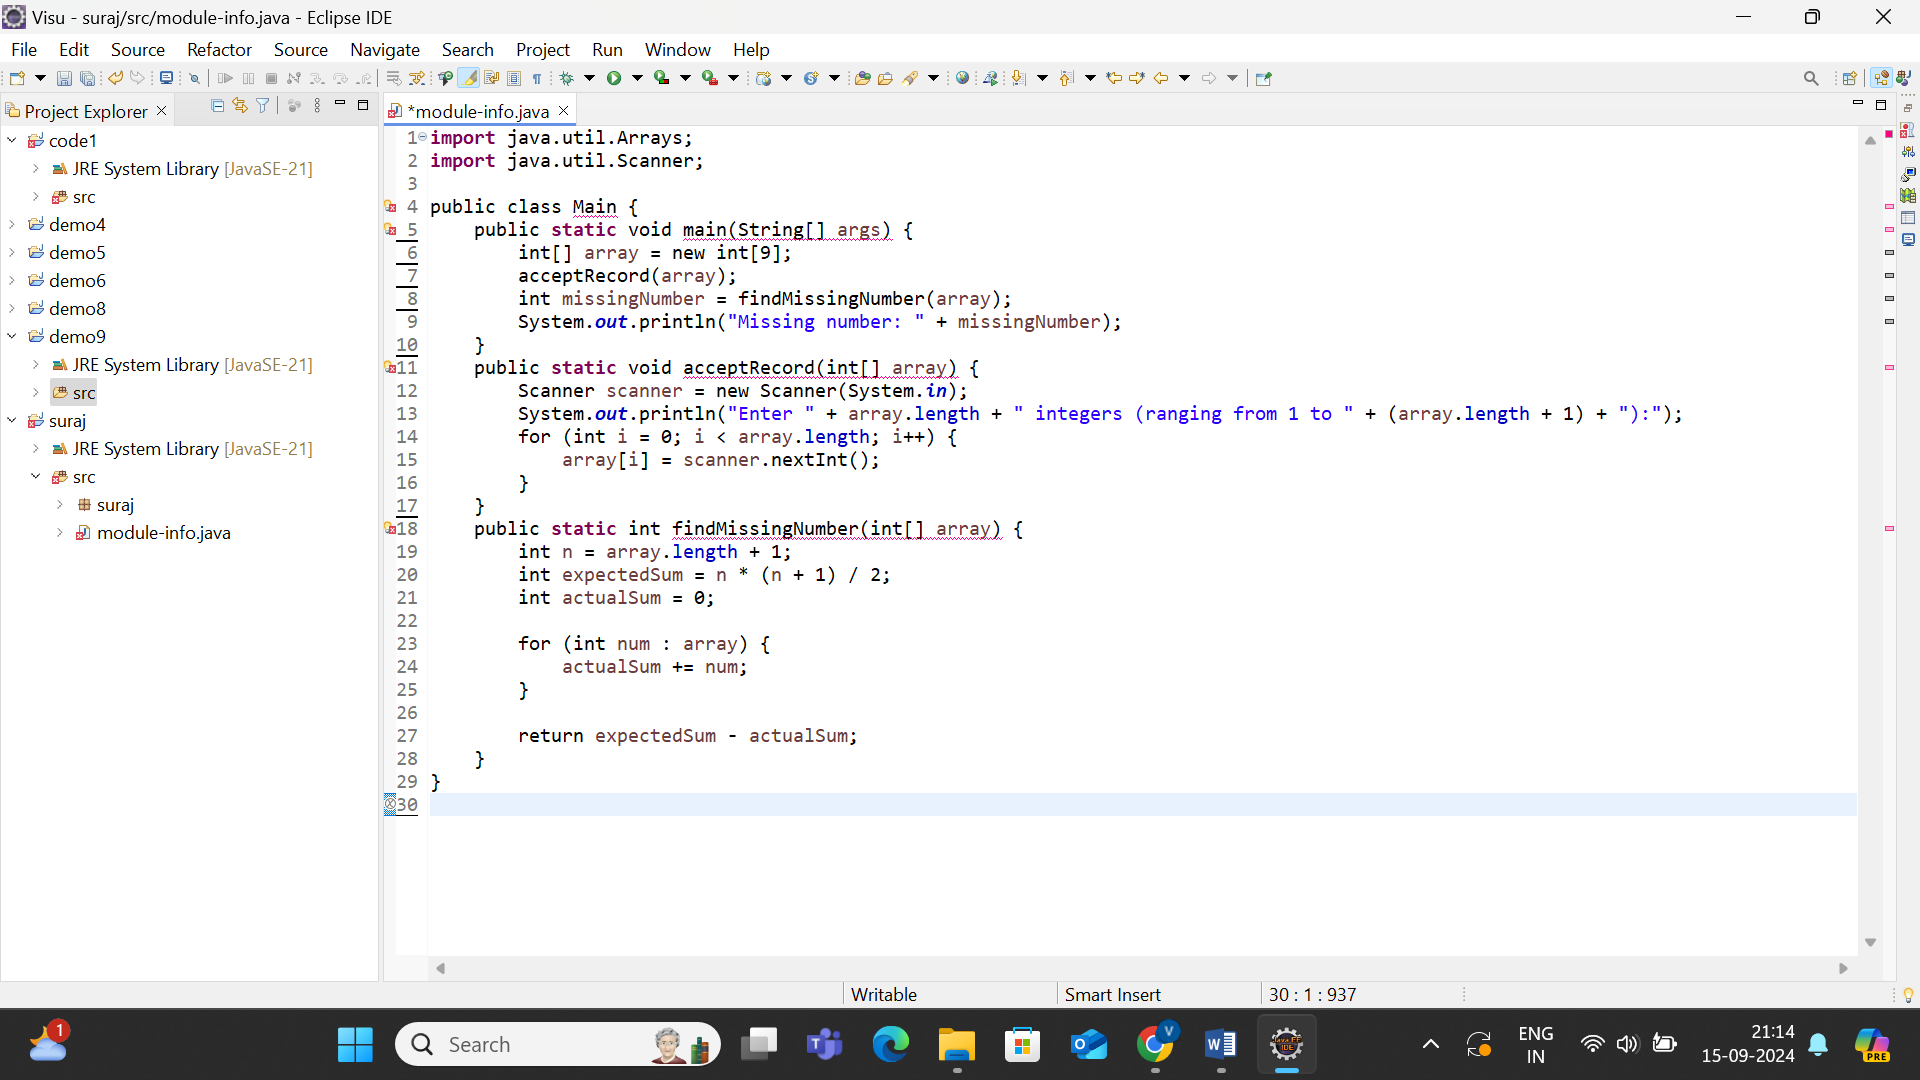 Visu - suraj/src/module-info.java - Eclipse IDE
File Edit Source Refactor Source Navigate Search Project Run Window Help
Project Explorer
code1
JRE System Library [JavaSE-21]
src
demo4
demo5
demo6
demo8
demo9
JRE System Library [JavaSE-21]
src
suraj
JRE System Library [JavaSE-21]
src
suraj
module-info.java
*module-info.java
1 import java.util.Arrays;
2 import java.util.Scanner;
3
4 public class Main {
5 public static void main(String[] args) {
6 int[] array = new int[9];
7 acceptRecord(array);
8 int missingNumber = findMissingNumber(array);
9 System.out.println("Missing number: " + missingNumber);
10 }
11 public static void acceptRecord(int[] array) {
12 Scanner scanner = new Scanner(System.in);
13 System.out.println("Enter " + array.length + " integers (ranging from 1 to " + (array.length + 1) + "):");
14 for (int i = 0; i < array.length; i++) {
15 array[i] = scanner.nextInt();
16 }
17 }
18 public static int findMissingNumber(int[] array) {
19 int n = array.length + 1;
20 int expectedSum = n * (n + 1) / 2;
21 int actualSum = 0;
22
23 for (int num : array) {
24 actualSum += num;
25 }
26
27 return expectedSum - actualSum;
28 }
29 }
30
Writable Smart Insert 30 : 1 : 937
1
Search
ENG
IN
21:14
15-09-2024
PRE